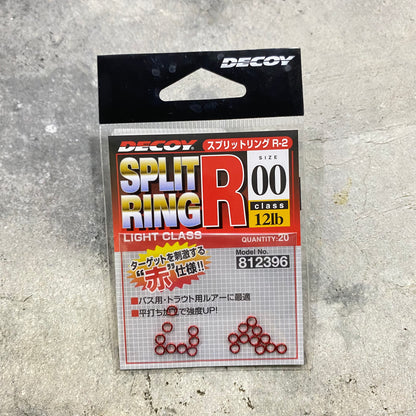 DECOY
DECOY
スプリットリング R-2
SPLIT
RING
R
SIZE
00
class
12lb
LIGHT CLASS
QUANTITY:20
ターゲットを刺激する
“赤”仕様!!
Model No.
812396
■バス用・トラウト用ルアーに最適
■平打ち加工で強度UP!